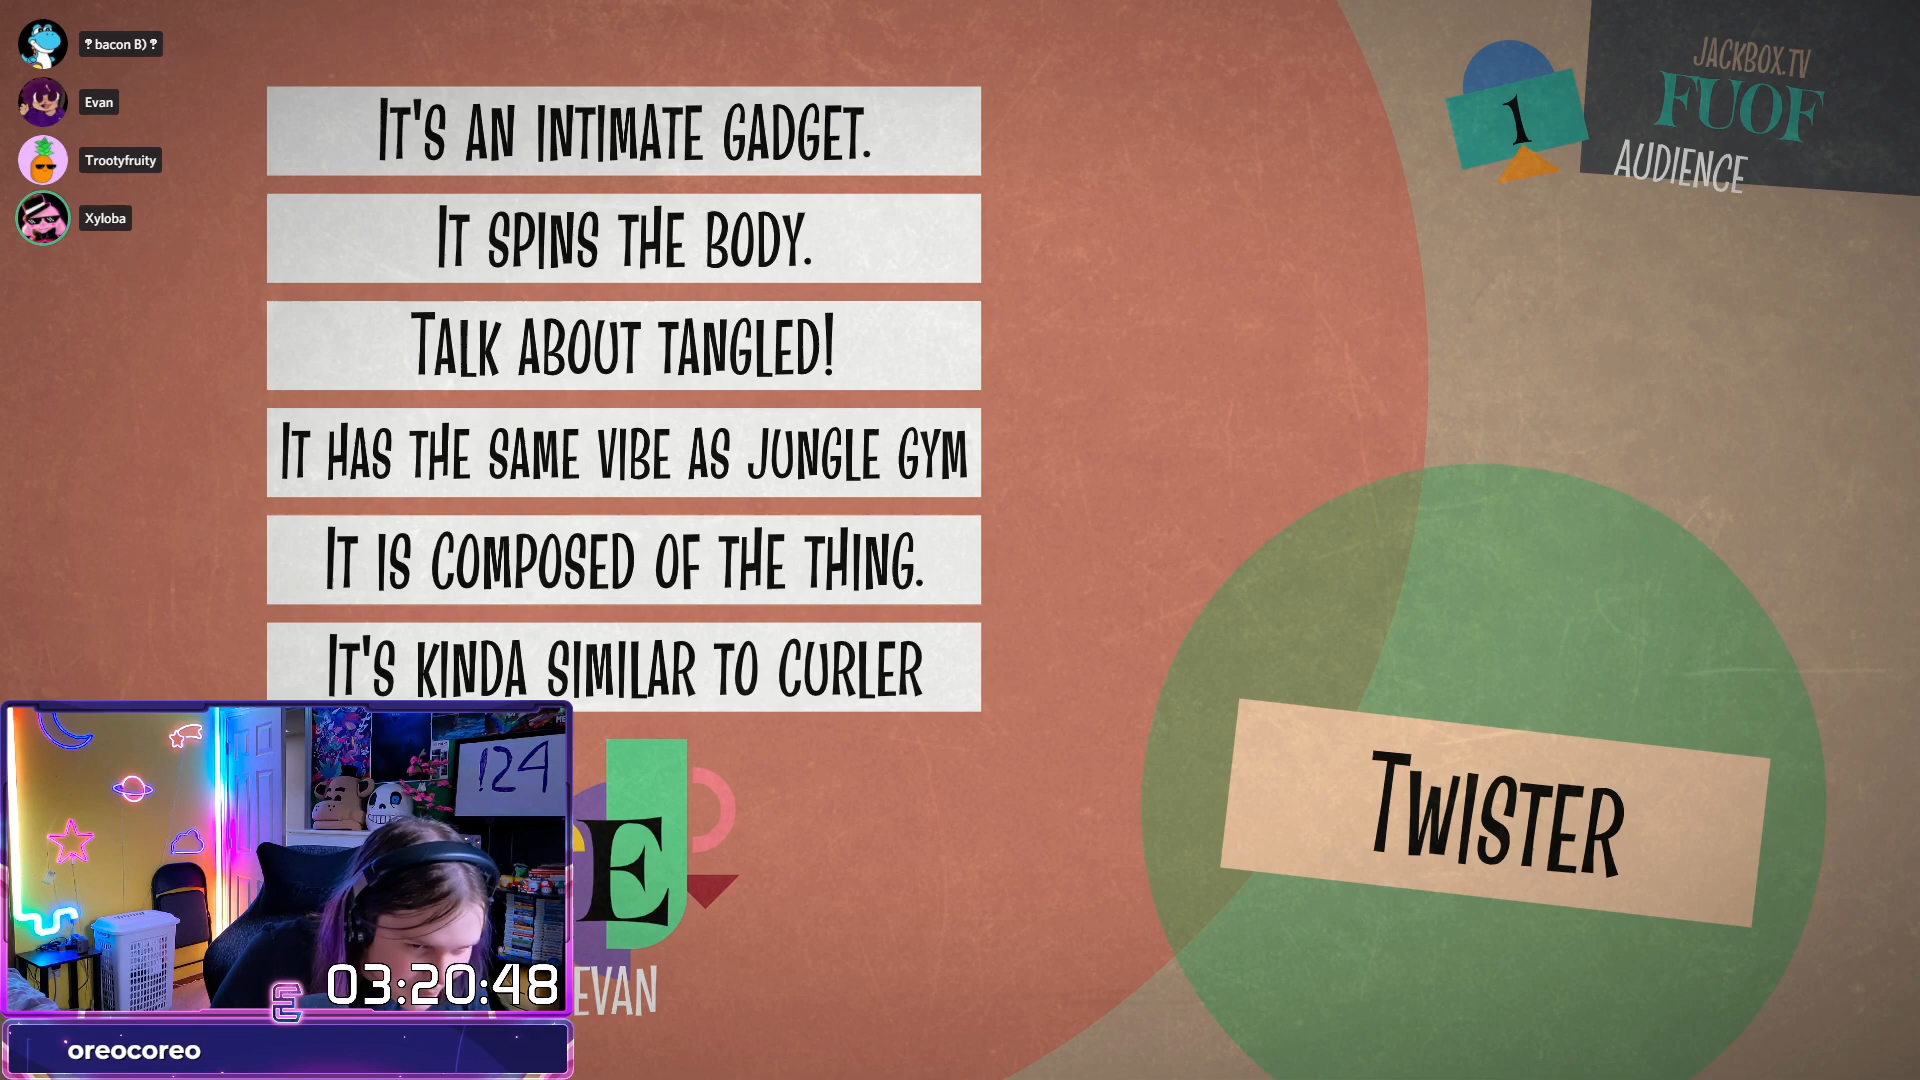 ‽ bacon B) ‽
Evan
Trootyfruity
Xyloba
IT'S AN INTIMATE GADGET.
IT SPINS THE BODY.
TALK ABOUT TANGLED!
IT HAS THE SAME VIBE AS JUNGLE GYM
IT IS COMPOSED OF THE THING.
IT'S KINDA SIMILAR TO CURLER
1
JACKBOX.TV
FUOF
AUDIENCE
TWISTER
!24
E
EVAN
03:20:48
E
oreocoreo